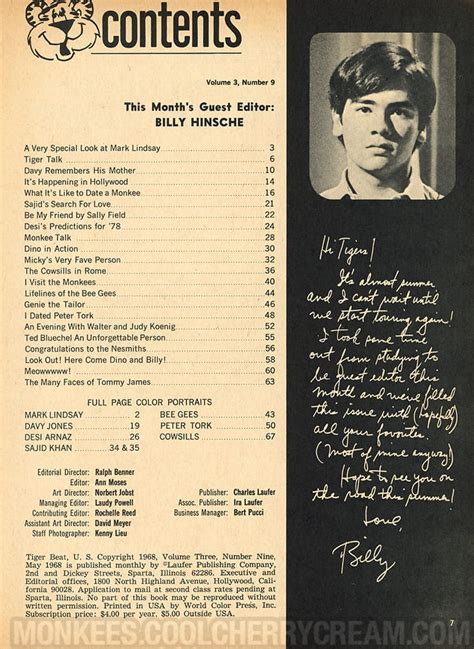 contents
Volume 3, Number 9
This Month's Guest Editor:
BILLY HINSCHE
A Very Special Look at Mark Lindsay 3
Tiger Talk 6
Davy Remembers His Mother 10
It's Happening in Hollywood 14
What It's Like to Date a Monkee 16
Sajid's Search For Love 21
Be My Friend by Sally Field 22
Desi's Predictions for '78 24
Monkee Talk 28
Dino in Action 30
Micky's Very Fave Person 32
The Cowsills in Rome 36
I Visit the Monkees 40
Lifelines of the Bee Gees 44
Genie the Tailor 46
I Dated Peter Tork 48
An Evening With Walter and Judy Koenig 52
Ted Bluechel An Unforgettable Person 55
Congratulations to the Nesmiths 56
Look Out! Here Come Dino and Billy! 58
Meowwwww! 60
The Many Faces of Tommy James 63
FULL PAGE COLOR PORTRAITS
MARK LINDSAY 2 BEE GEES 43
DAVY JONES 19 PETER TORK 50
DESI ARNAZ 26 COWSILLS 67
SAJID KHAN 34 & 35
Editorial Director: Ralph Benner
Editor: Ann Moses
Art Director: Norbert Jobst Publisher: Charles Laufer
Managing Editor: Laudy Powell Assoc. Publisher: Ira Laufer
Contributing Editor: Rochelle Reed Business Manager: Bert Pucci
Assistant Art Director: David Meyer
Staff Photographer: Kenny Lieu
Tiger Beat, U. S. Copyright 1968, Volume Three, Number Nine,
May 1968 is published monthly by ©Laufer Publishing Company,
2nd and Dickey Streets, Sparta, Illinois 62286. Executive and
Editorial offices, 1800 North Highland Avenue, Hollywood, California
90028. Application to mail at second class rates pending at
Sparta, Illinois. No part of this book may be reproduced without
written permission. Printed in USA by World Color Press, Inc.
Subscription price: $4.00 per year. $5.00 Outside USA.
Hi Tigers!
It's almost summer
and I can't wait until
we start touring again!
I took some time
out from studying to
be guest editor this
month and we've filled
this issue with (hopefully)
all your favorites.
(Most of mine anyway)
Hope to see you on
the road this summer!
Love,
Billy
7
MONKEES.COOLCHERRYCREAM.COM